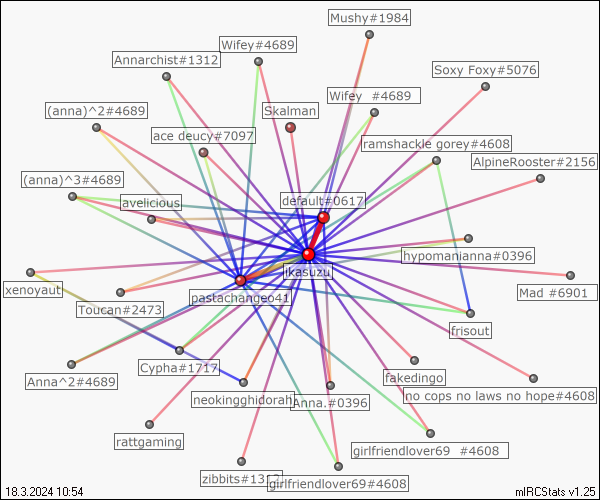 Mushy#1984
Wifey#4689
Annarchist#1312
Soxy Foxy#5076
Wifey #4689
(anna)^2#4689
Skalman
ace deucy#7097
ramshackle gorey#4608
AlpineRooster#2156
(anna)^3#4689
avelicious
default#0617
hypomanianna#0396
ikasuzu
xenoyaut
pastachange041
Mad #6901
Toucan#2473
frisout
Cypha#1717
Anna^2#4689
fakedingo
neokingghidorah
Anna.#0396
no cops no laws no hope#4608
rattgaming
girlfriendlover69 #4608
zibbits#1312
girlfriendlover69#4608
18.3.2024 10:54
mIRCStats v1.25